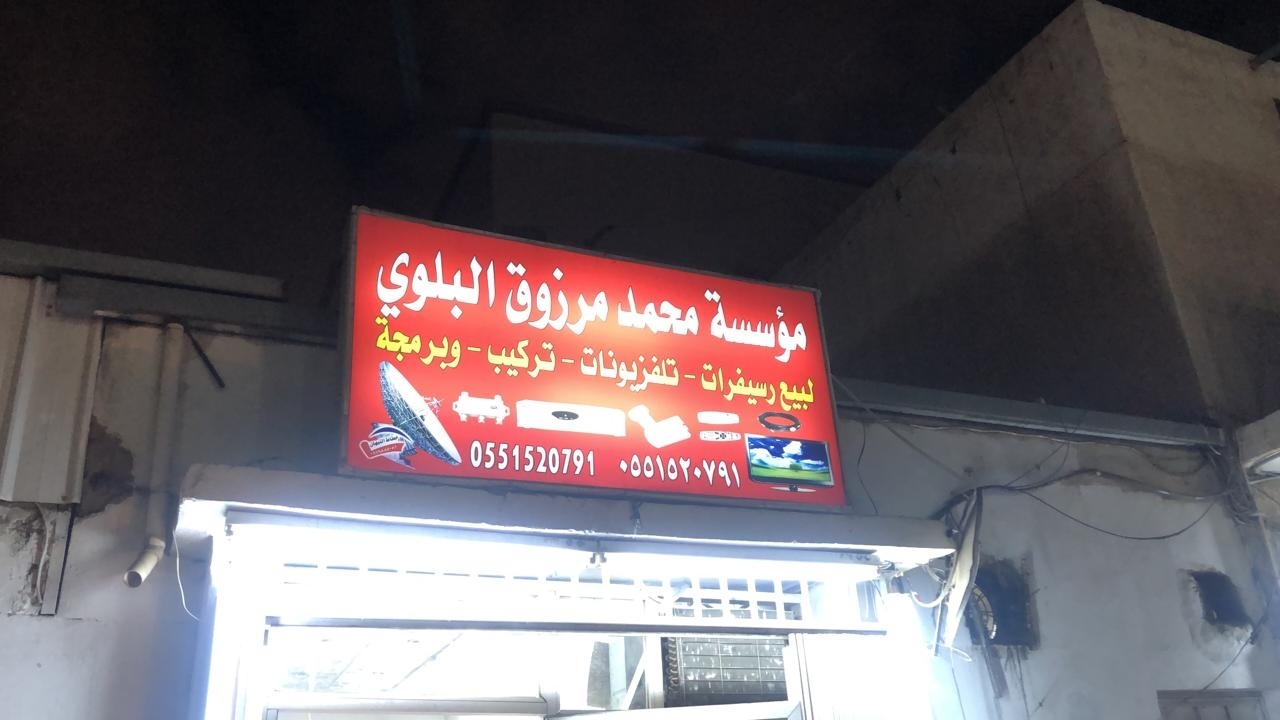 مؤسسة محمد مرزوق البلوي
لبيع رسيفرات - تلفزيونات - تركيب - وبرمجة
0551520791 ٠٥٥١٥٢٠٧٩١